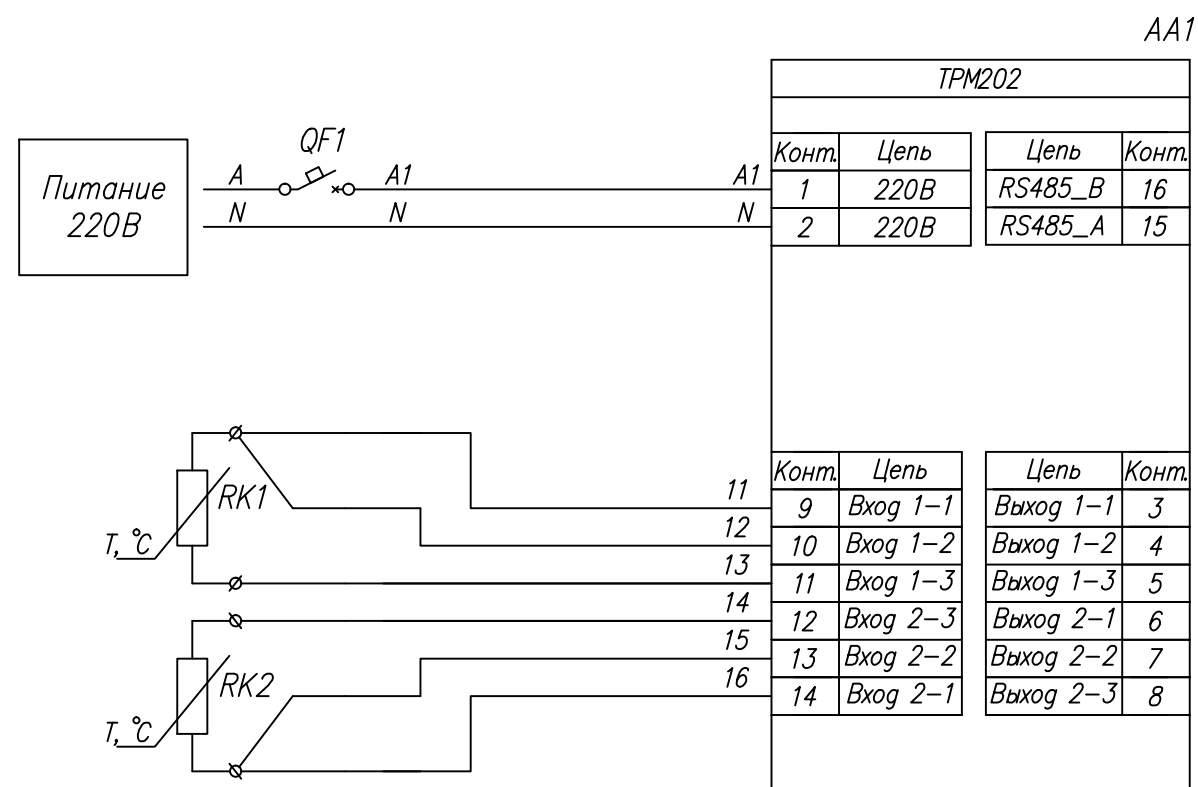 AA1
ТРМ202
Питание
220В
QF1
A A1 A1
N N N
Конт. Цепь Цепь Конт.
1 220В RS485_B 16
2 220В RS485_A 15
RK1
T, °C
11
12
13
14
15
16
RK2
T, °C
Конт. Цепь Цепь Конт.
9 Вход 1-1 Выход 1-1 3
10 Вход 1-2 Выход 1-2 4
11 Вход 1-3 Выход 1-3 5
12 Вход 2-3 Выход 2-1 6
13 Вход 2-2 Выход 2-2 7
14 Вход 2-1 Выход 2-3 8